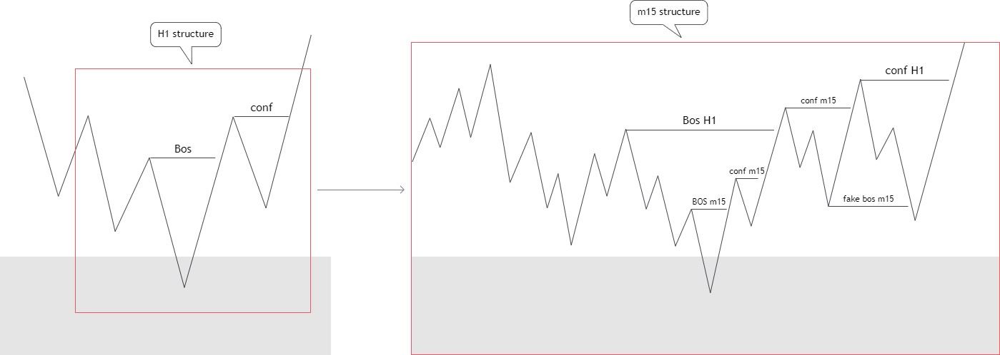 H1 structure
conf
Bos
m15 structure
conf H1
conf m15
Bos H1
conf m15
BOS m15
fake bos m15